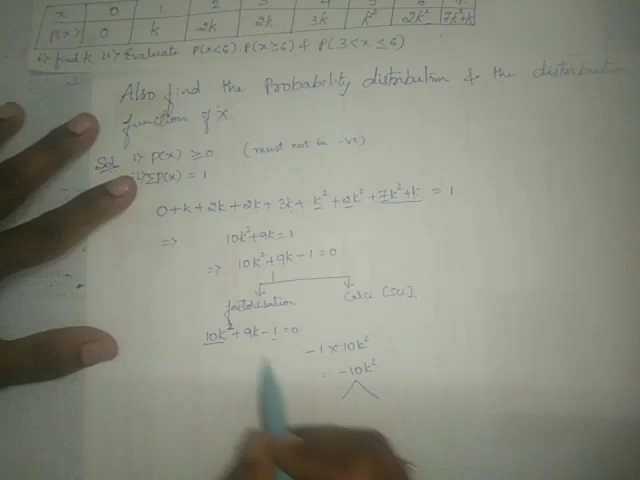 x 0 1 2 3 4 5 6 7
P(x) 0 k 2k 2k 3k k² 2k² 7k²+k
i) find k ii) Evaluate P(x<6), P(x≥6) & P(3<x≤6)
Also find the Probability distribution & the distribution
function of x
Sol i) P(x) ≥0 (must not be -ve)
ii) ΣP(x) = 1
0+k+2k+2k+3k+k²+2k²+7k²+k = 1
=> 10k²+9k=1
=> 10k²+9k-1=0
factorisation Calci [Sci].
10k²+9k-1=0
-1 × 10k²
= -10k²